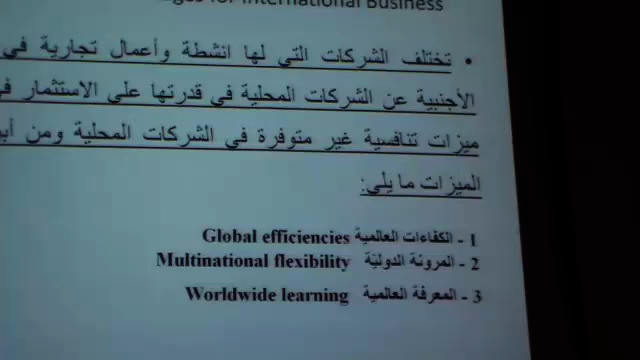 for International Business
• تختلف الشركات التي لها انشطة وأعمال تجارية في
الأجنبية عن الشركات المحلية في قدرتها على الاستثمار
ميزات تنافسية غير متوفرة في الشركات المحلية ومن
الميزات ما يلي:
1 - الكفاءات العالمية Global efficiencies
2 - المرونة الدولية Multinational flexibility
3 - المعرفة العالمية Worldwide learning